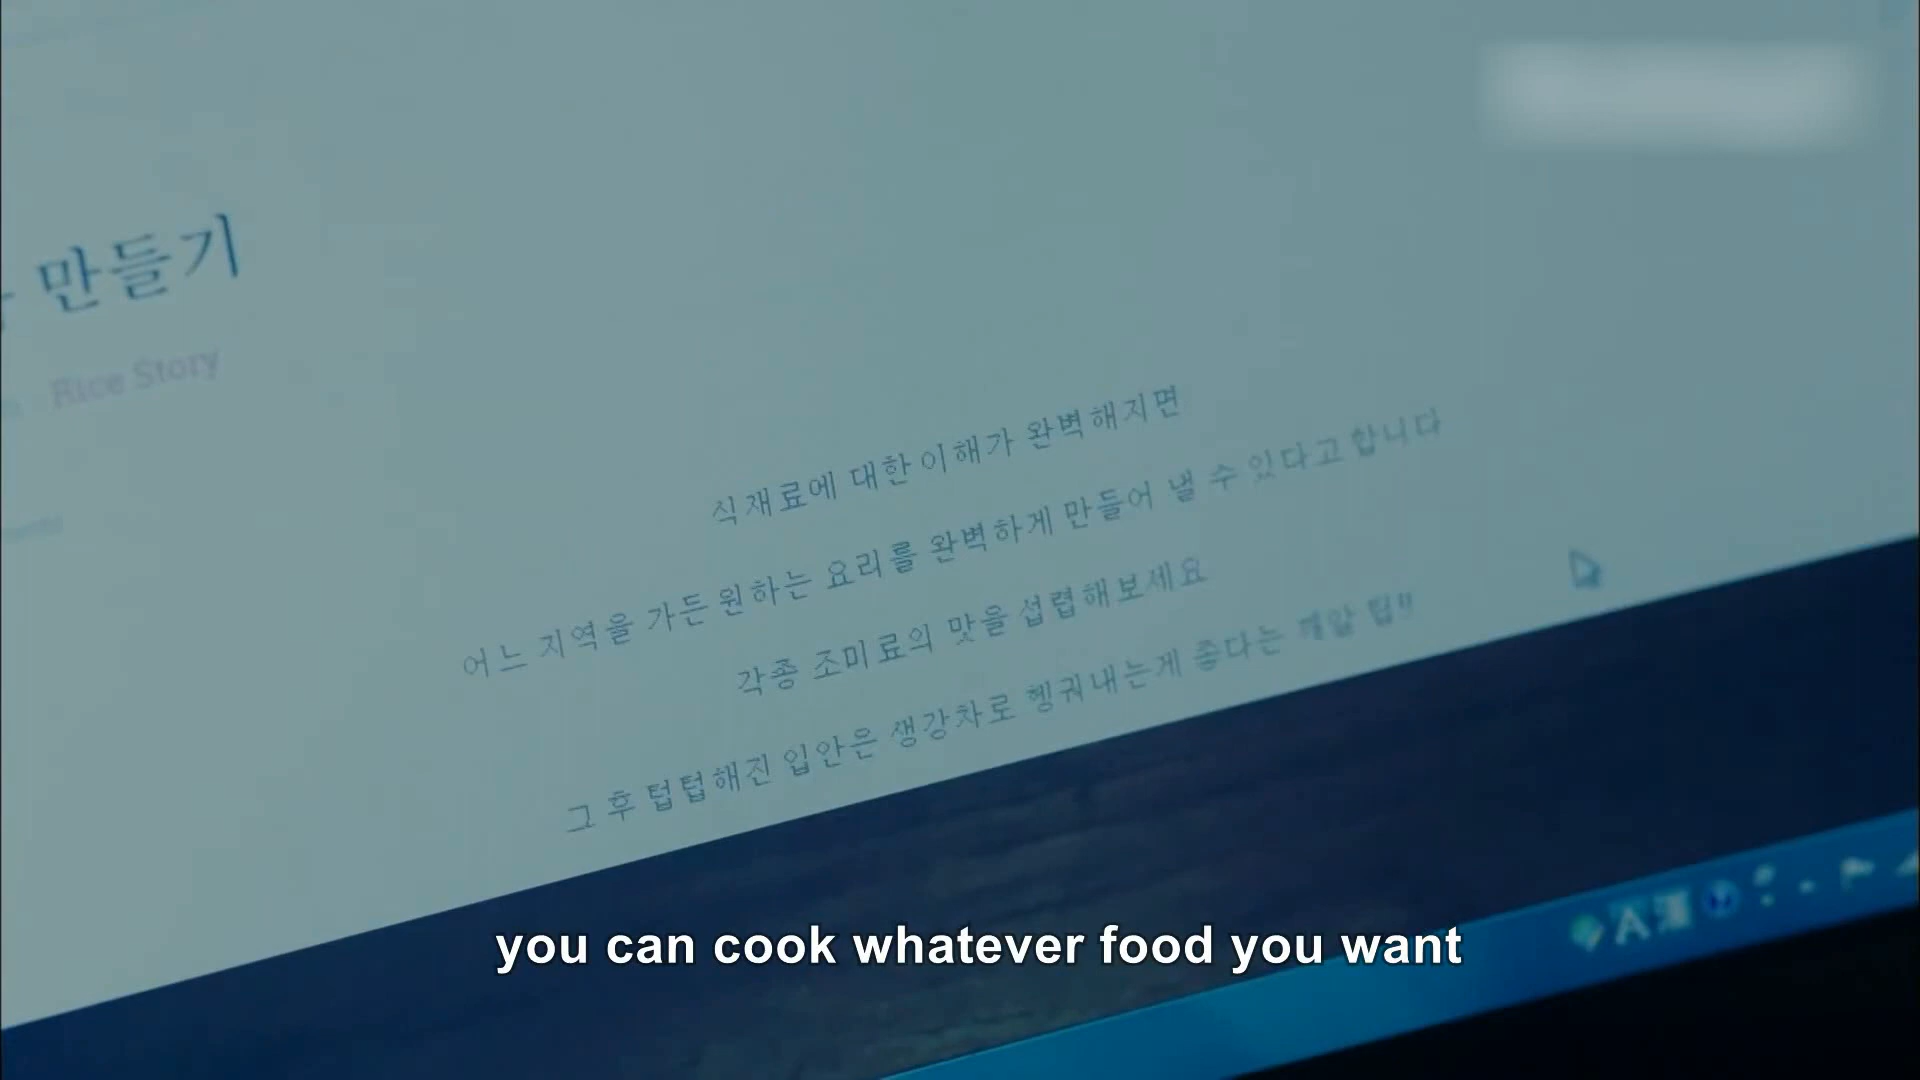 만들기
Rice Story
식재료에 대한 이해가 완벽해지면
어느 지역을 가든 원하는 요리를 완벽하게 만들어 낼 수 있다고 합니다
각종 조미료의 맛을 섭렵해보세요
그 후 텁텁해진 입안은 생강차로 헹궈내는게 좋다는 깨알 팁!!
you can cook whatever food you want
A 漢